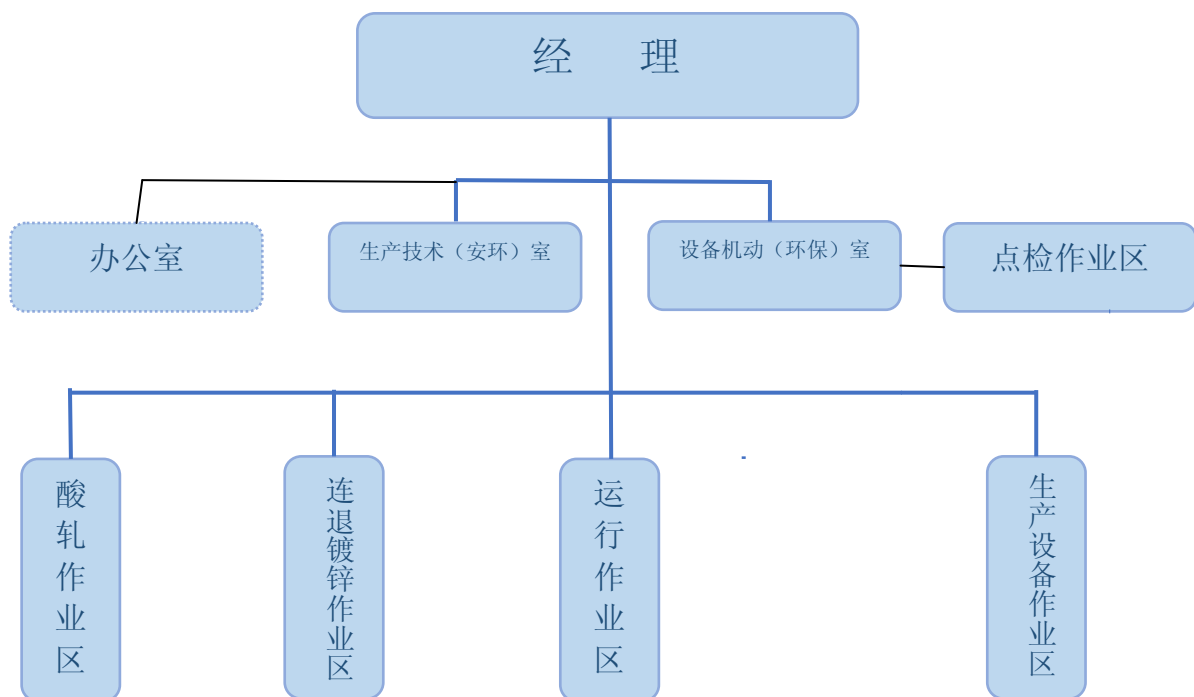 经 理
办公室
生产技术（安环）室
设备机动（环保）室
点检作业区
酸轧作业区
连退镀锌作业区
运行作业区
生产设备作业区